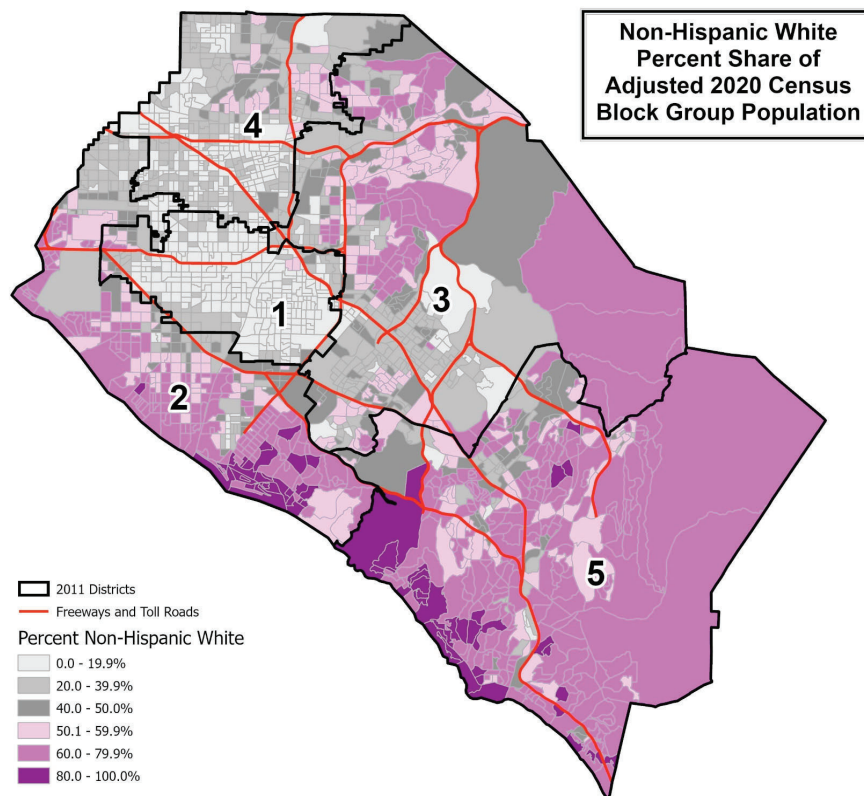 Non-Hispanic White
Percent Share of
Adjusted 2020 Census
Block Group Population
4
3
1
2
5
2011 Districts
Freeways and Toll Roads
Percent Non-Hispanic White
0.0 - 19.9%
20.0 - 39.9%
40.0 - 50.0%
50.1 - 59.9%
60.0 - 79.9%
80.0 - 100.0%